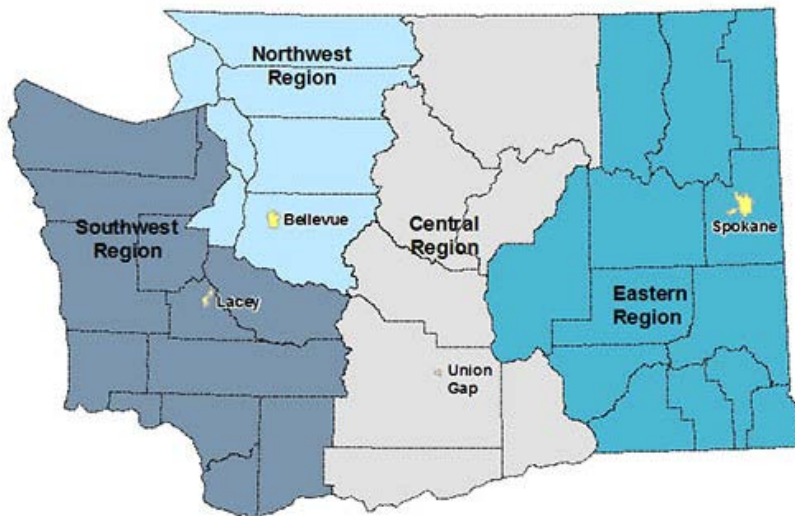 Northwest
Region
Bellevue
Southwest
Region
Central
Region
Spokane
Lacey
Eastern
Region
Union
Gap